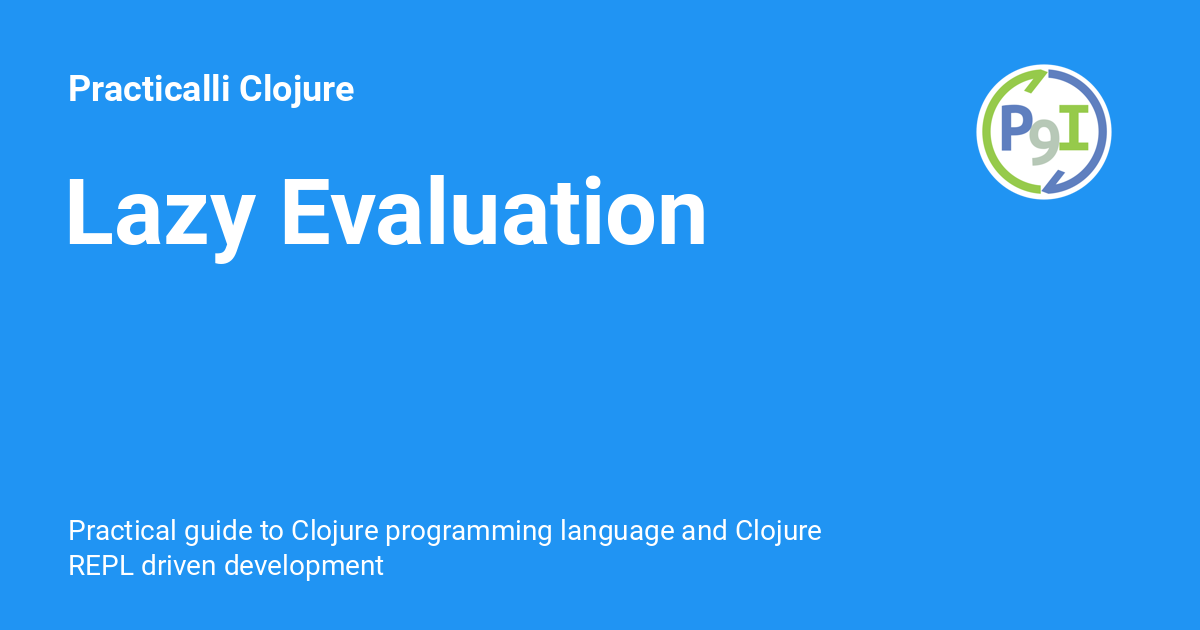 Practicalli Clojure
P9I
Lazy Evaluation
Practical guide to Clojure programming language and Clojure
REPL driven development